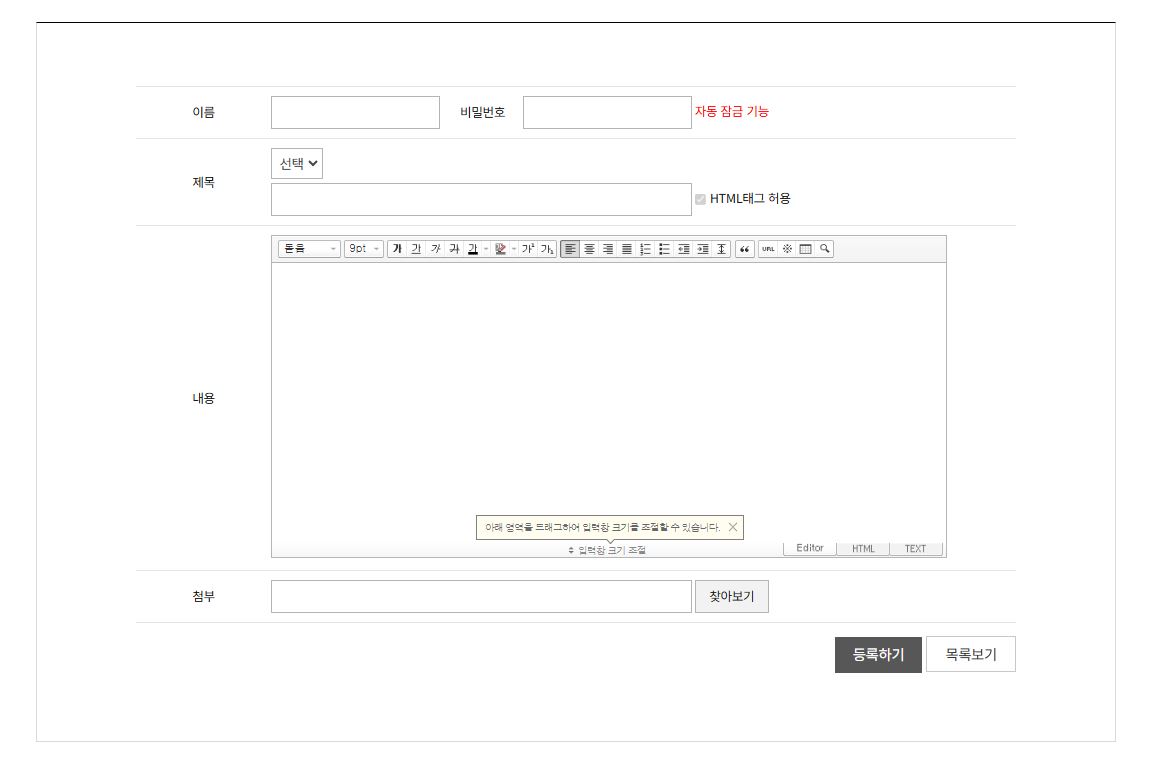 이름 비밀번호 자동 잠금 기능
선택
제목
HTML태그 허용
돋움 9pt 가 가 가 가 가 가¹ 가₁ URL
내용
아래 영역을 드래그하여 입력창 크기를 조절할 수 있습니다.
입력창 크기 조절 Editor HTML TEXT
첨부 찾아보기
등록하기 목록보기